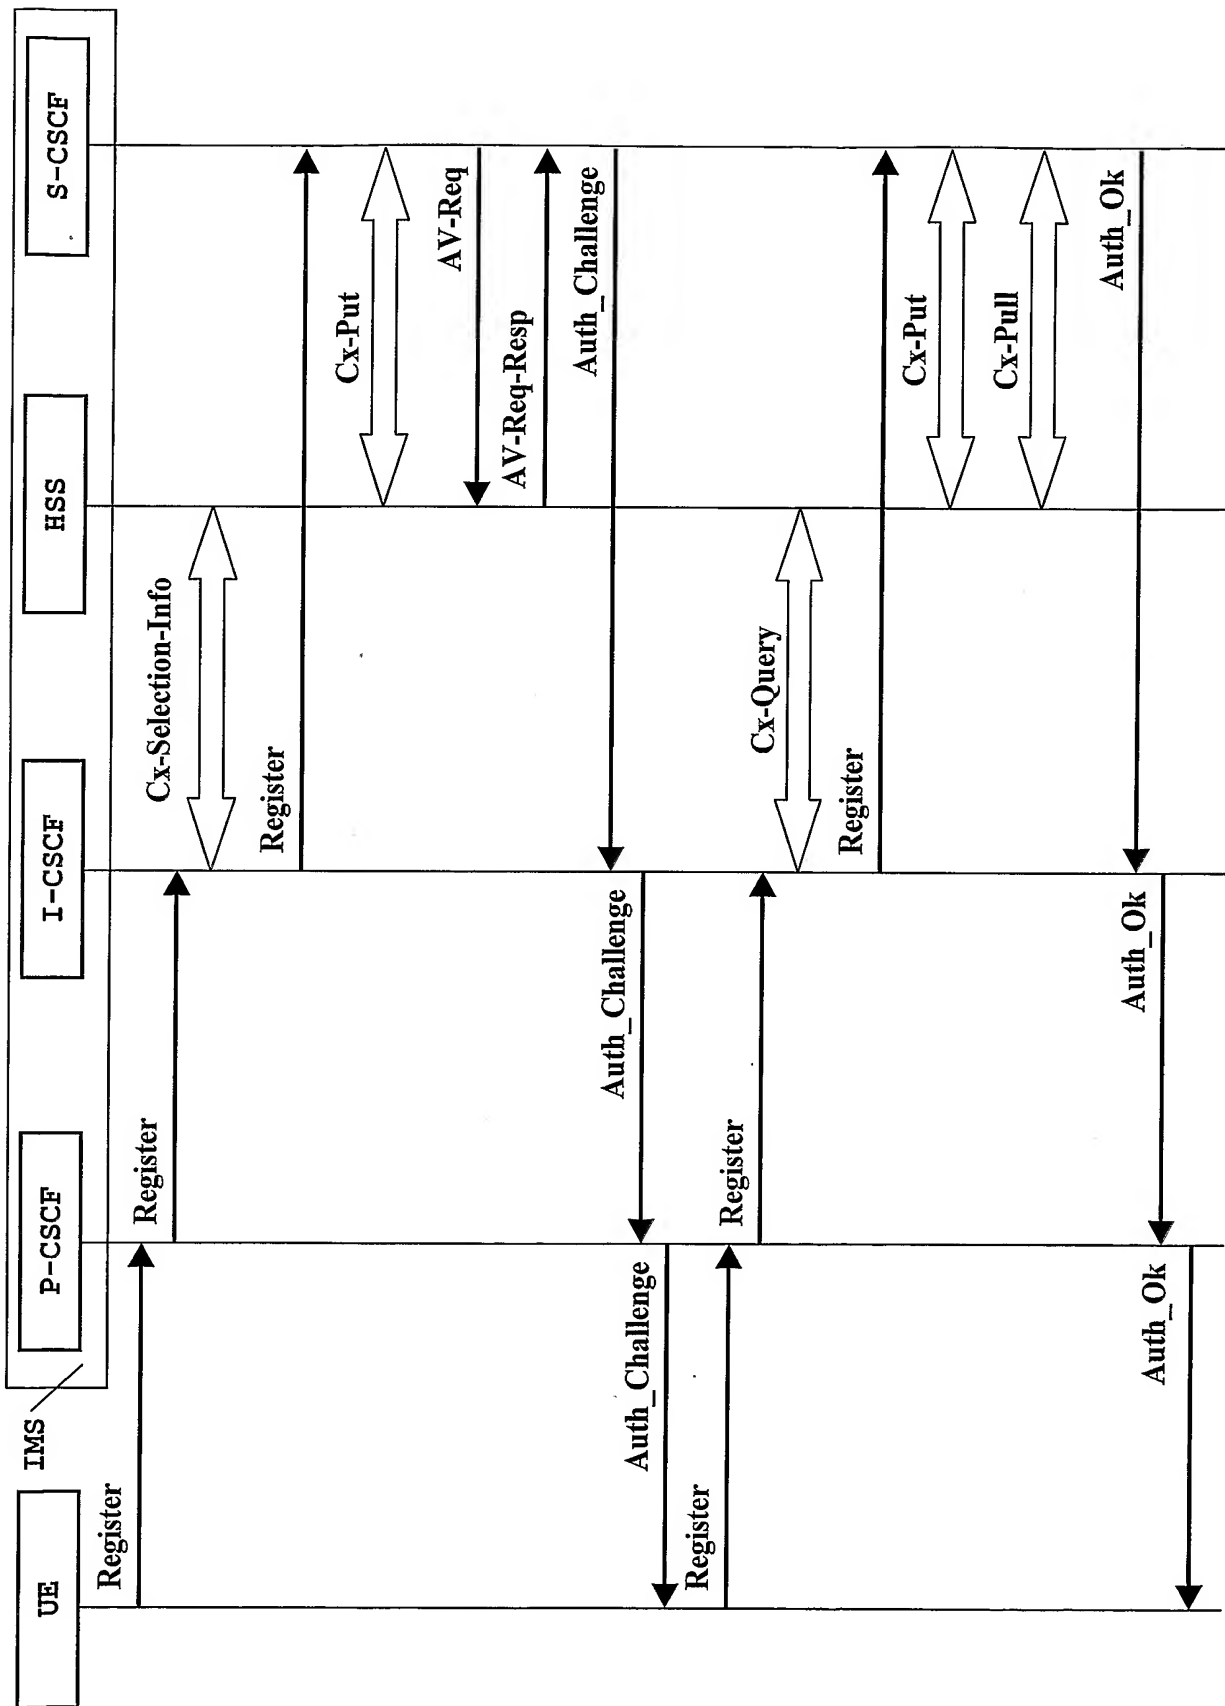 UE
IMS
P-CSCF
I-CSCF
HSS
S-CSCF
Register
Register
Cx-Selection-Info
Register
Cx-Put
AV-Req
AV-Req-Resp
Auth_Challenge
Auth_Challenge
Auth_Challenge
Register
Register
Cx-Query
Register
Cx-Put
Cx-Pull
Auth_Ok
Auth_Ok
Auth_Ok